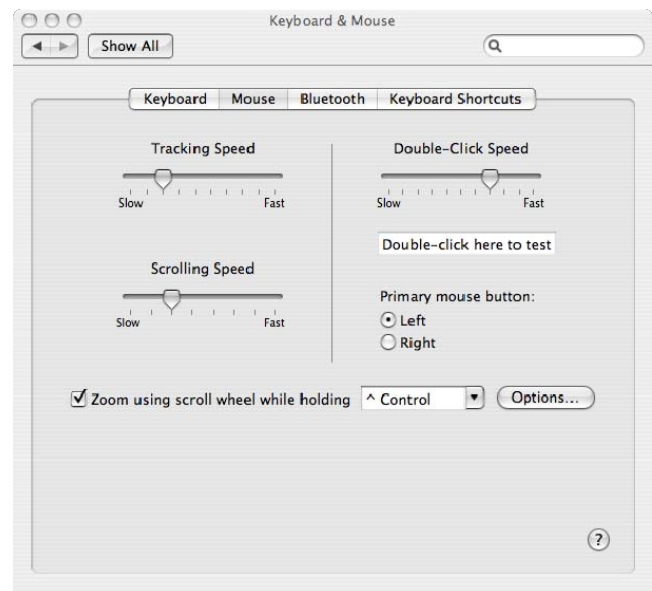 Keyboard & Mouse
Show All
Keyboard Mouse Bluetooth Keyboard Shortcuts
Tracking Speed
Slow Fast
Scrolling Speed
Slow Fast
Double-Click Speed
Slow Fast
Double-click here to test
Primary mouse button:
Left
Right
Zoom using scroll wheel while holding ^ Control Options...
?